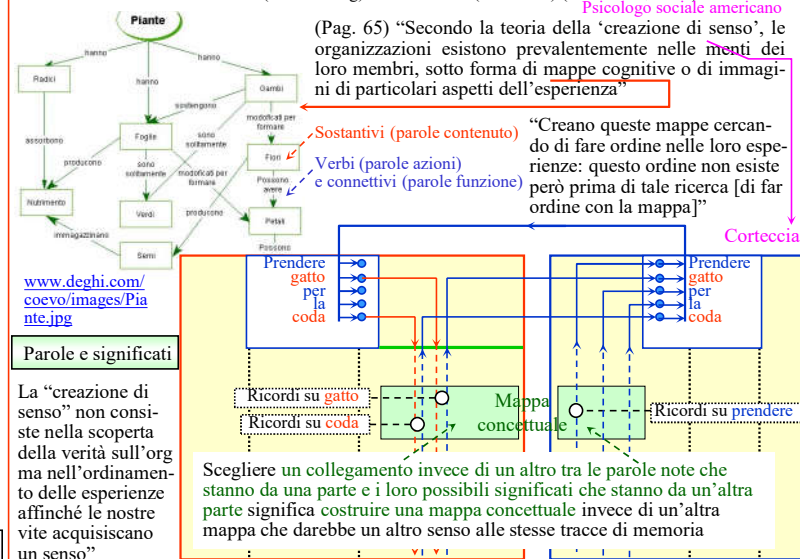 Psicologo sociale americano
(Pag. 65) “Secondo la teoria della ‘creazione di senso’, le
organizzazioni esistono prevalentemente nelle menti dei
loro membri, sotto forma di mappe cognitive o di immagi-
ni di particolari aspetti dell’esperienza”
Piante
hanno
hanno
hanno
Radici
Gambi
sostengono
modoficati per
formare
assorbono
Foglie
sono
solitamente
Fiori
producono
sono
solitamente
modoficati per
formare
Possono
avere
Nutrimento
Verdi
producono
Petali
immagazzinano
Possono
Semi
Sostantivi (parole contenuto)
Verbi (parole azioni)
e connettivi (parole funzione)
“Creano queste mappe cercan-
do di fare ordine nelle loro espe-
rienze: questo ordine non esiste
però prima di tale ricerca [di far
ordine con la mappa]”
Corteccia
www.deghi.com/
coevo/images/Pia
nte.jpg
Prendere
gatto
per
la
coda
Prendere
gatto
per
la
coda
Parole e significati
La “creazione di
senso” non consi-
ste nella scoperta
della verità sull’org
ma nell’ordinamen-
to delle esperienze
affinché le nostre
vite acquisiscano
un senso”
Ricordi su gatto
Ricordi su coda
Mappa
concettuale
Ricordi su prendere
Scegliere un collegamento invece di un altro tra le parole note che
stanno da una parte e i loro possibili significati che stanno da un’altra
parte significa costruire una mappa concettuale invece di un’altra
mappa che darebbe un altro senso alle stesse tracce di memoria